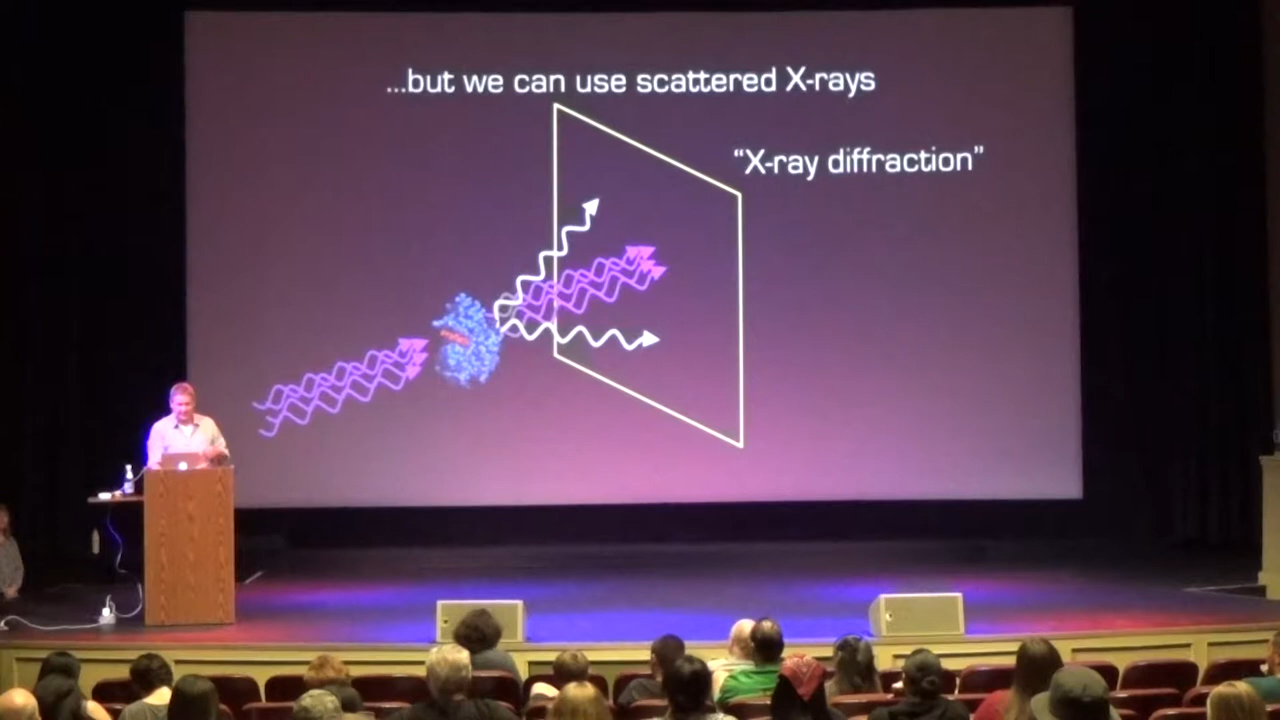 ...but we can use scattered X-rays
“X-ray diffraction”